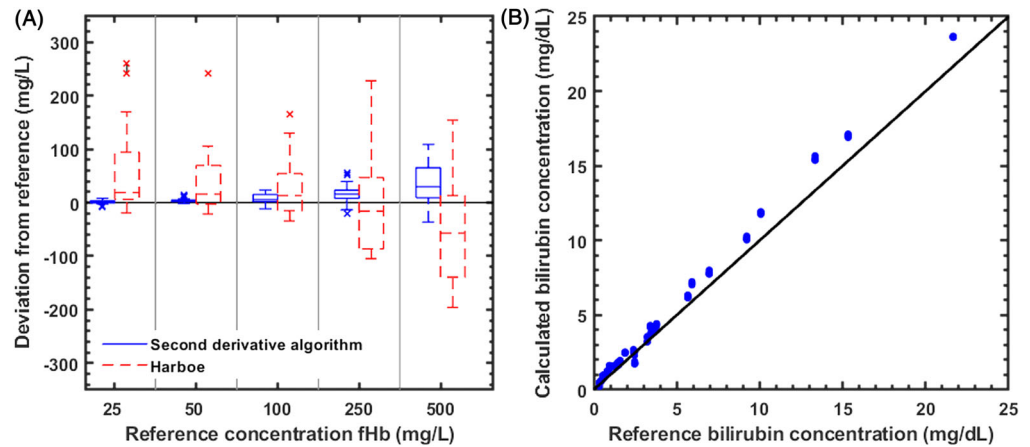 (A)
Deviation from reference (mg/L)
300
200
100
0
-100
-200
-300
Second derivative algorithm
Harboe
25 50 100 250 500
Reference concentration fHb (mg/L)
(B)
Calculated bilirubin concentration (mg/dL)
25
20
15
10
5
0
0 5 10 15 20 25
Reference bilirubin concentration (mg/dL)